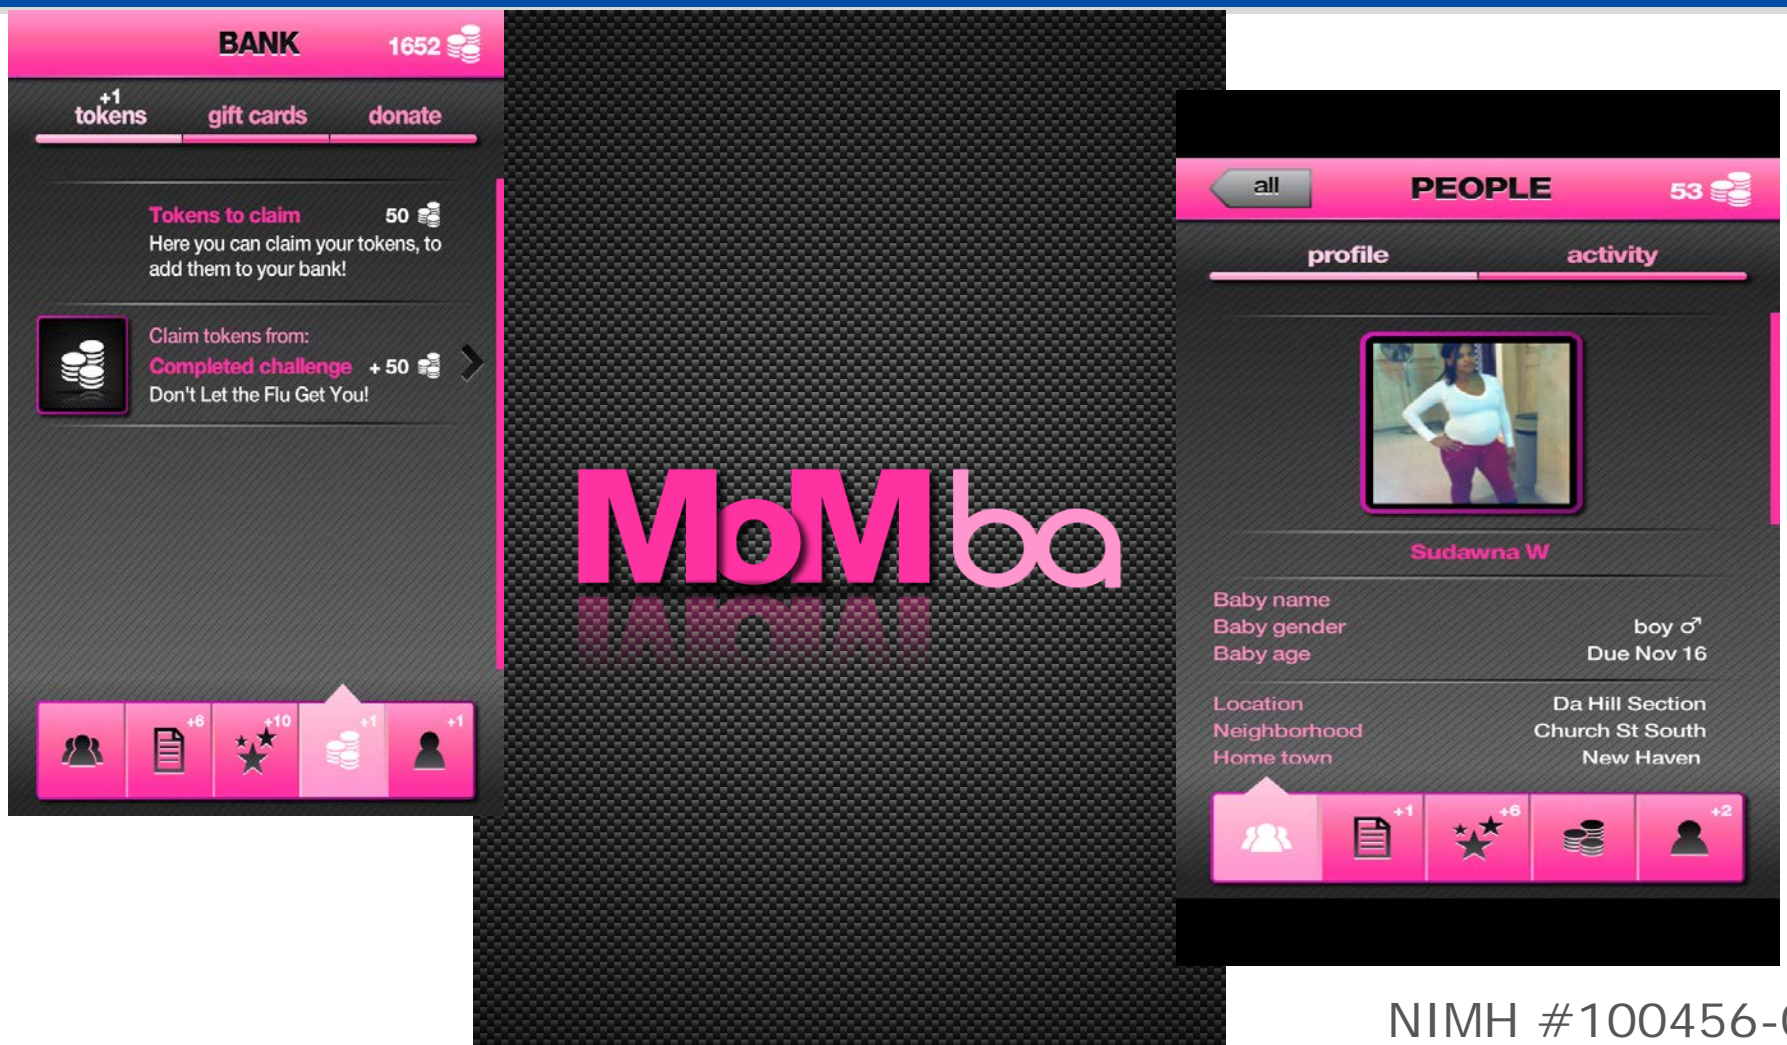 BANK 1652
+1
tokens gift cards donate
Tokens to claim 50
Here you can claim your tokens, to
add them to your bank!
Claim tokens from:
Completed challenge + 50
Don't Let the Flu Get You!
+6 +10 +1 +1
MoMba
all PEOPLE 53
profile activity
Sudawna W
Baby name
Baby gender boy ♂
Baby age Due Nov 16
Location Da Hill Section
Neighborhood Church St South
Home town New Haven
+1 +6 +2
NIMH #100456-